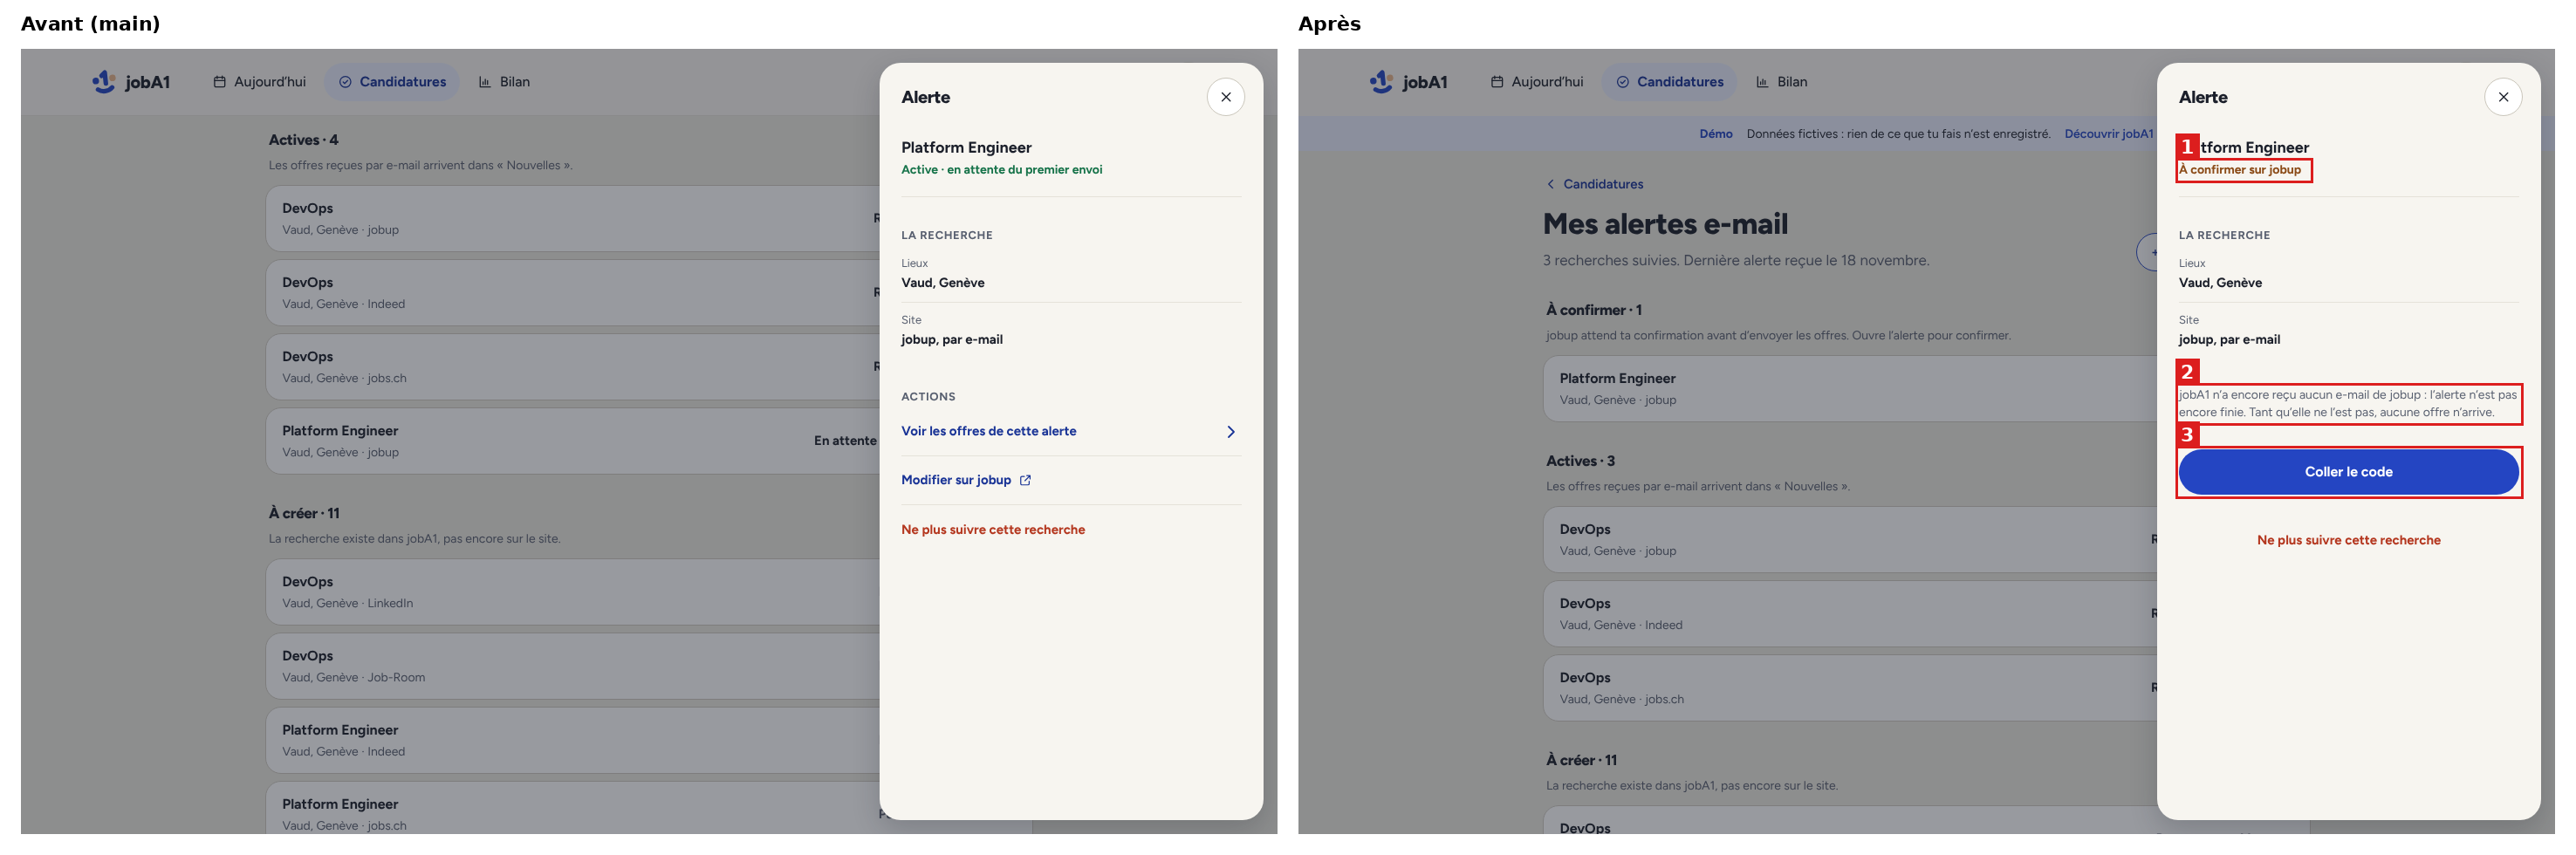 Avant (main)
jobA1
Aujourd'hui
Candidatures
Bilan
Actives · 4
Les offres reçues par e-mail arrivent dans « Nouvelles ».
DevOps
Vaud, Genève · jobup
DevOps
Vaud, Genève · Indeed
DevOps
Vaud, Genève · jobs.ch
Platform Engineer
Vaud, Genève · jobup
En attente
À créer · 11
La recherche existe dans jobA1, pas encore sur le site.
DevOps
Vaud, Genève · LinkedIn
DevOps
Vaud, Genève · Job-Room
Platform Engineer
Vaud, Genève · Indeed
Platform Engineer
Vaud, Genève · jobs.ch
Alerte
Platform Engineer
Active · en attente du premier envoi
LA RECHERCHE
Lieux
Vaud, Genève
Site
jobup, par e-mail
ACTIONS
Voir les offres de cette alerte
Modifier sur jobup
Ne plus suivre cette recherche
Après
jobA1
Aujourd'hui
Candidatures
Bilan
Démo Données fictives : rien de ce que tu fais n'est enregistré. Découvrir jobA1
Candidatures
Mes alertes e-mail
3 recherches suivies. Dernière alerte reçue le 18 novembre.
À confirmer · 1
jobup attend ta confirmation avant d'envoyer les offres. Ouvre l'alerte pour confirmer.
Platform Engineer
Vaud, Genève · jobup
Actives · 3
Les offres reçues par e-mail arrivent dans « Nouvelles ».
DevOps
Vaud, Genève · jobup
DevOps
Vaud, Genève · Indeed
DevOps
Vaud, Genève · jobs.ch
À créer · 11
La recherche existe dans jobA1, pas encore sur le site.
DevOps
Alerte
1
tform Engineer
À confirmer sur jobup
LA RECHERCHE
Lieux
Vaud, Genève
Site
jobup, par e-mail
2
jobA1 n'a encore reçu aucun e-mail de jobup : l'alerte n'est pas
encore finie. Tant qu'elle ne l'est pas, aucune offre n'arrive.
3
Coller le code
Ne plus suivre cette recherche